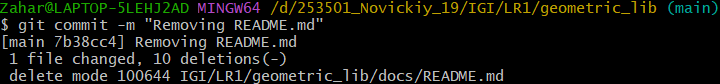 Zahar@LAPTOP-5LEHJ2AD MINGW64 /d/253501_Novickiy_19/IGI/LR1/geometric_lib (main)
$ git commit -m "Removing README.md"
[main 7b38cc4] Removing README.md
 1 file changed, 10 deletions(-)
 delete mode 100644 IGI/LR1/geometric_lib/docs/README.md